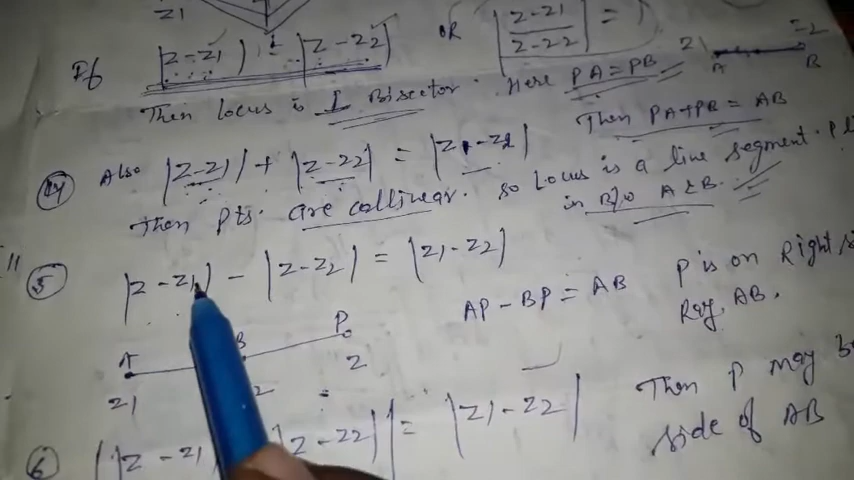 Z1
If |z-z1| = |z-z2| OR |z-z1/z-z2| = 1
Then locus is ⊥ Bisector. Here PA = PB
z1 A B z2
Then PA+PB = AB
(4) Also |z-z1| + |z-z2| = |z1-z2|
Then pts. are collinear. so Locus is a line segment. P
in B/w A & B.
(5) |z-z1| - |z-z2| = |z1-z2|
AP - BP = AB P is on Right
Ray AB.
A B P
z1 z2 z
(6) ||z-z1| |z-z2|| = |z1-z2| Then P may
side of AB